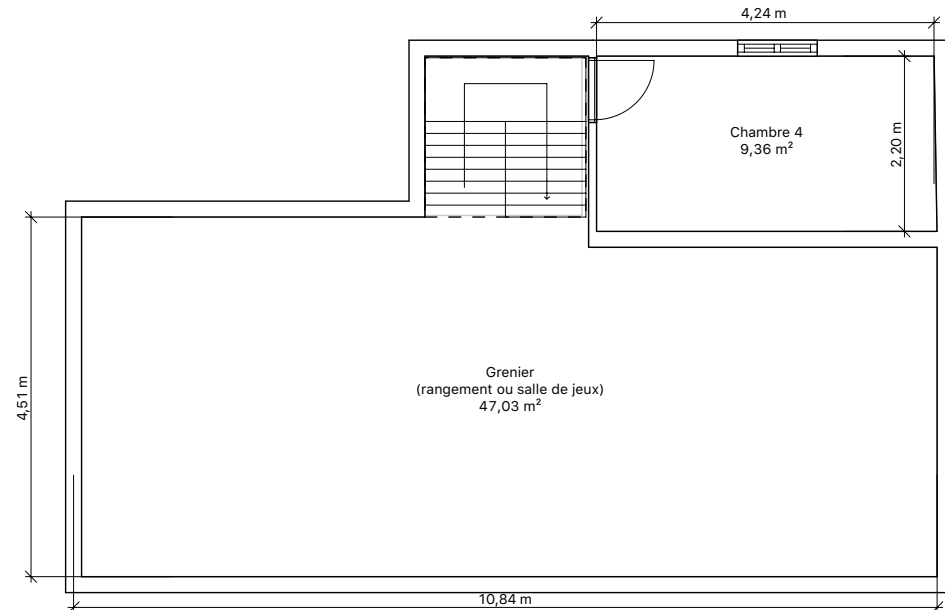 4,24 m
Chambre 4
9,36 m²
2,20 m
4,51 m
Grenier
(rangement ou salle de jeux)
47,03 m²
10,84 m